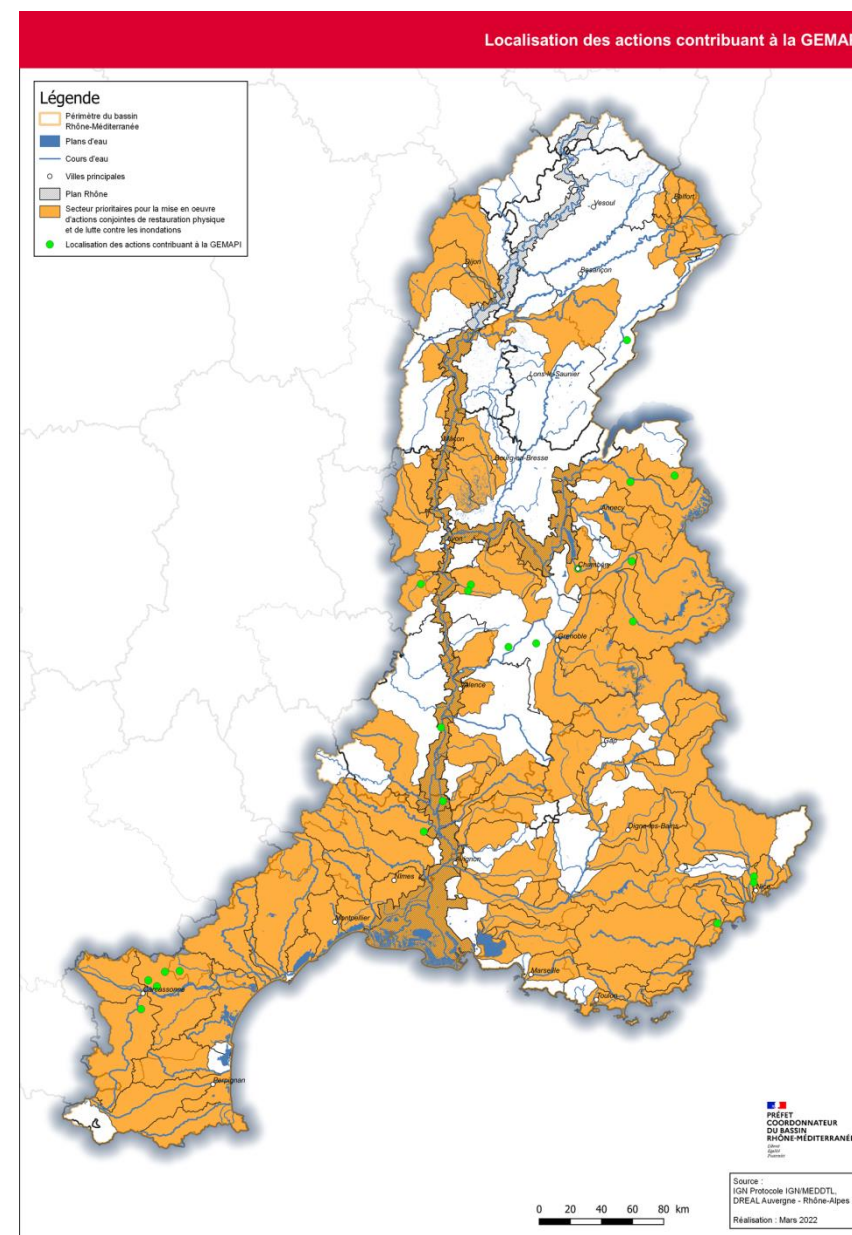 Localisation des actions contribuant à la GEMAPI
Légende
Périmètre du bassin
Rhône-Méditerranée
Plans d'eau
Cours d'eau
Villes principales
Plan Rhône
Secteur prioritaires pour la mise en oeuvre
d'actions conjointes de restauration physique
et de lutte contre les inondations
Localisation des actions contribuant à la GEMAPI
Belfort
Vesoul
Dijon
Besançon
Lons-le-Saunier
Mâcon
Bourg-en-Bresse
Annecy
Lyon
Chambéry
Grenoble
Valence
Gap
Digne-les-Bains
Avignon
Nîmes
Nice
Montpellier
Marseille
Carcassonne
Toulon
Perpignan
PRÉFET
COORDONNATEUR
DU BASSIN
RHÔNE-MÉDITERRANÉE
Liberté
Égalité
Fraternité
0 20 40 60 80 km
Source :
IGN Protocole IGN/MEDDTL,
DREAL Auvergne - Rhône-Alpes
Réalisation : Mars 2022